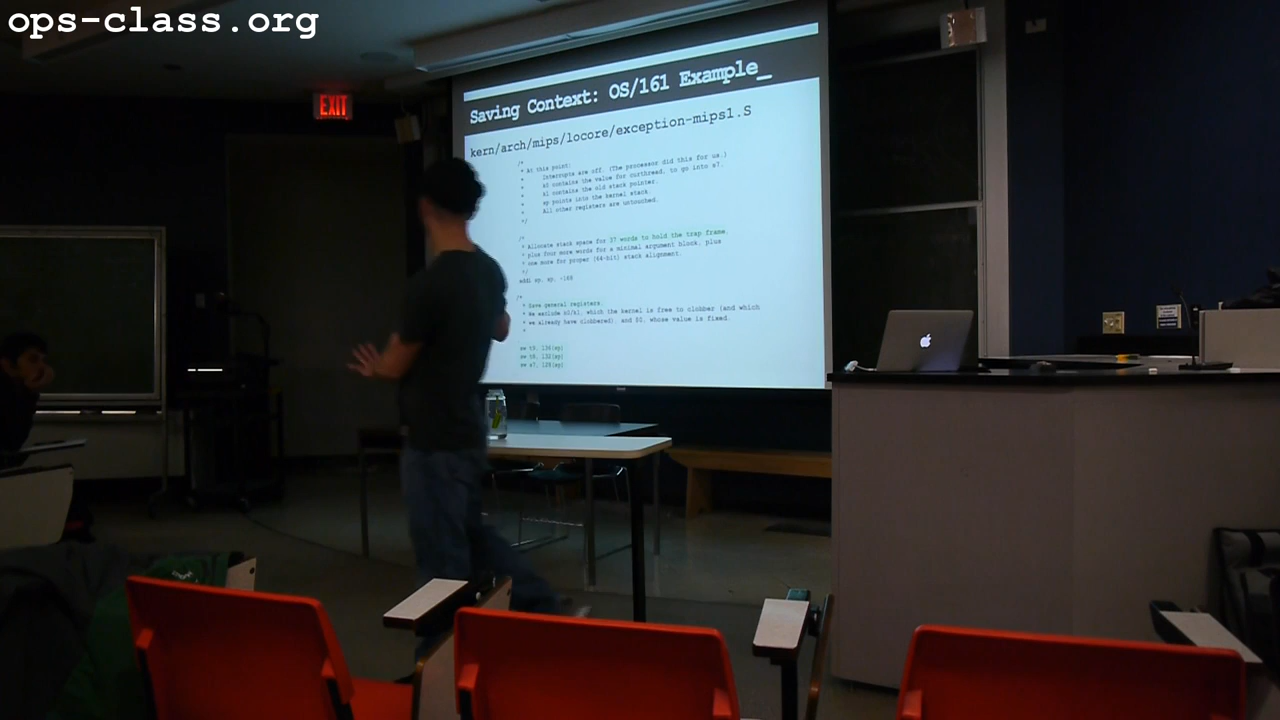 ops-class.org
EXIT
Saving Context: OS/161 Example_
kern/arch/mips/locore/exception-mips1.S
/*
* At this point:
* Interrupts are off. (The processor did this for us.)
* k0 contains the value for curthread, to go into s7.
* k1 contains the old stack pointer.
* sp points into the kernel stack.
* All other registers are untouched.
*/
/*
* Allocate stack space for 37 words to hold the trap frame,
* plus four more words for a minimal argument block, plus
* one more for proper (64-bit) stack alignment.
*/
addi sp, sp, -168
/*
* Save general registers.
* We exclude k0/k1, which the kernel is free to clobber (and which
* we already have clobbered), and $0, whose value is fixed.
*
sw t9, 136(sp)
sw t8, 132(sp)
sw s7, 128(sp)